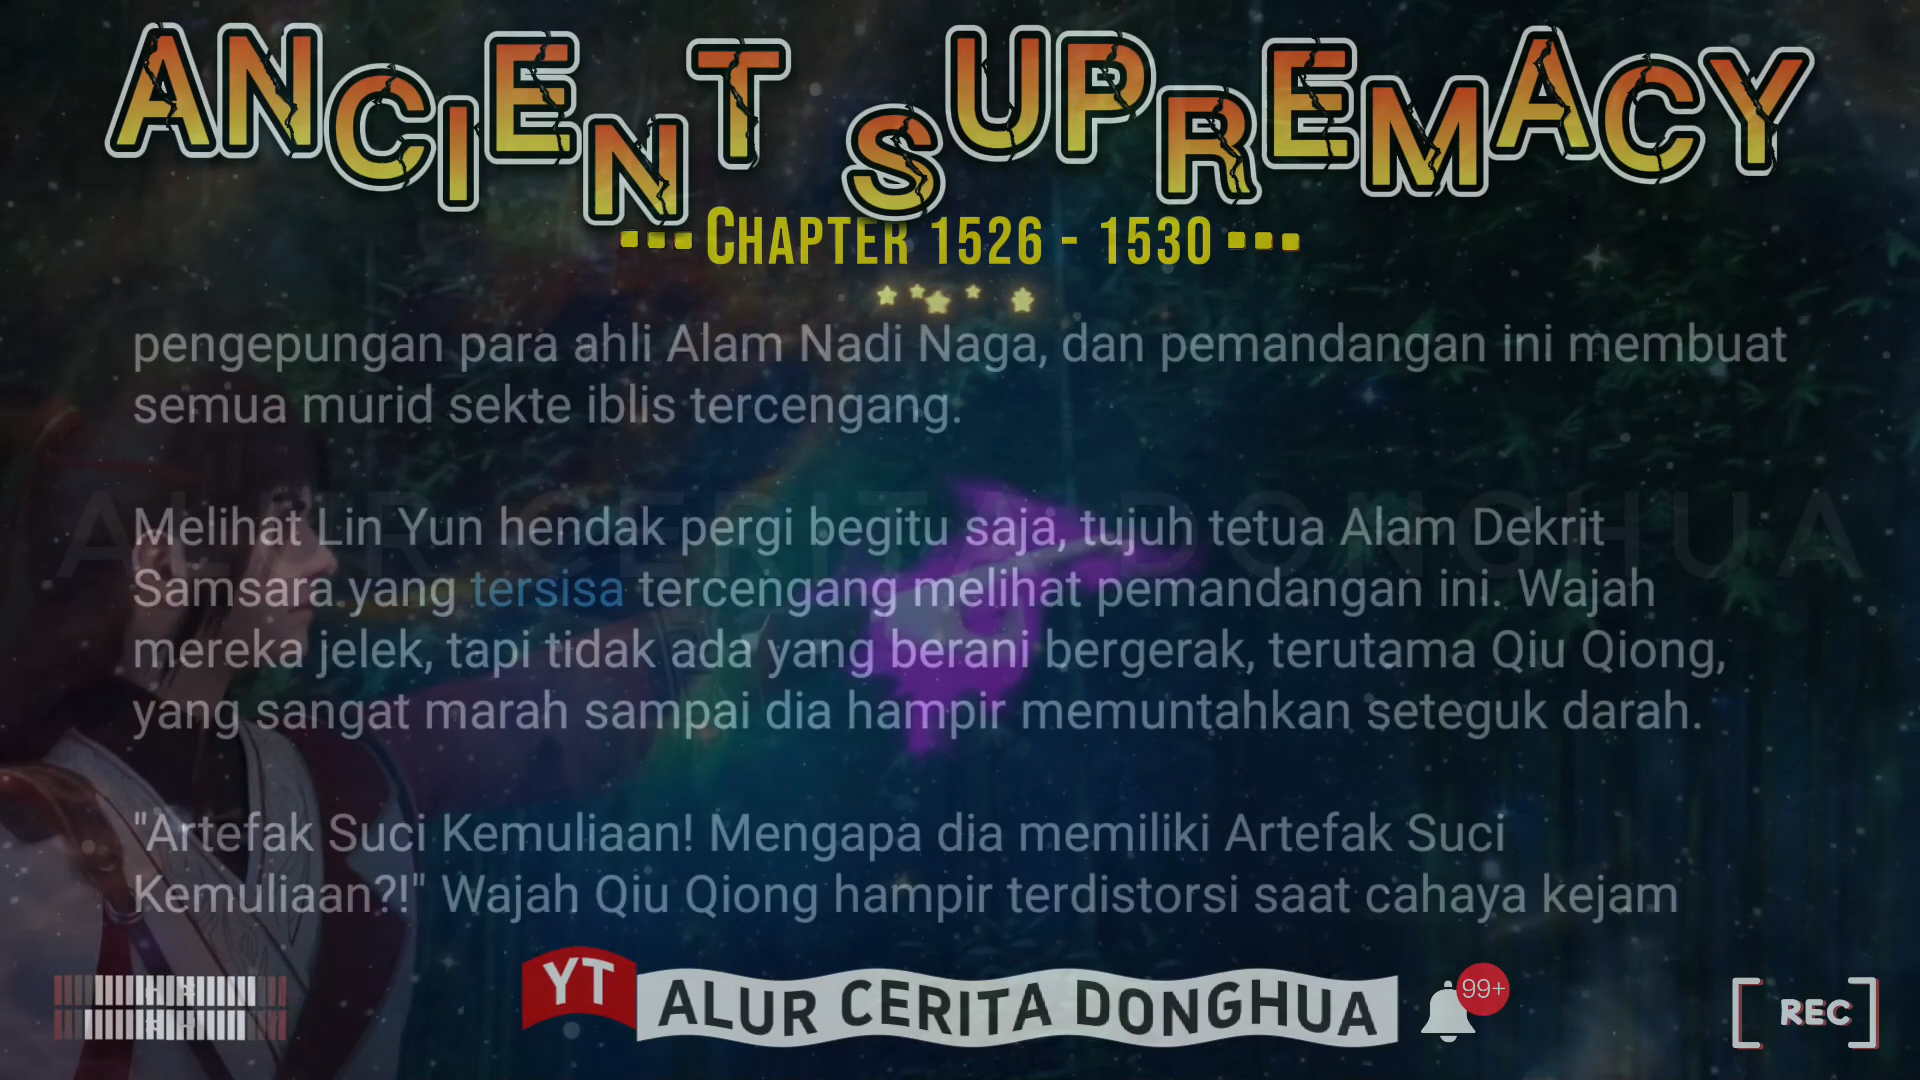 ANCIENT SUPREMACY
CHAPTER 1526 - 1530
pengepungan para ahli Alam Nadi Naga, dan pemandangan ini membuat
semua murid sekte iblis tercengang.
ALUR CERITA DONGHUA
Melihat Lin Yun hendak pergi begitu saja, tujuh tetua Alam Dekrit
Samsara yang tersisa tercengang melihat pemandangan ini. Wajah
mereka jelek, tapi tidak ada yang berani bergerak, terutama Qiu Qiong,
yang sangat marah sampai dia hampir memuntahkan seteguk darah.
"Artefak Suci Kemuliaan! Mengapa dia memiliki Artefak Suci
Kemuliaan?!" Wajah Qiu Qiong hampir terdistorsi saat cahaya kejam
YT ALUR CERITA DONGHUA
99+
REC